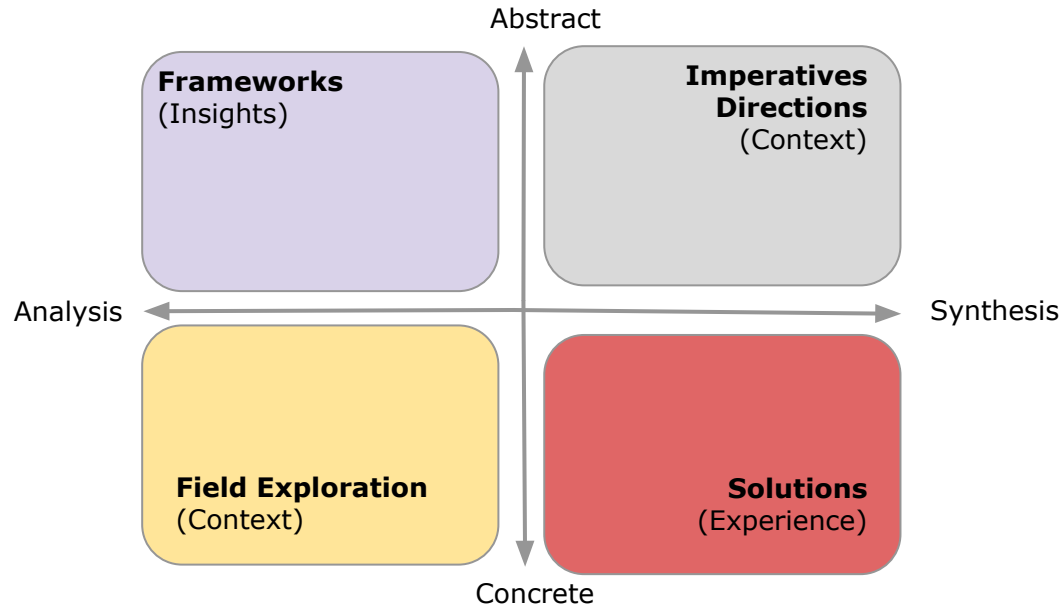 Abstract
Frameworks
(Insights)
Imperatives
Directions
(Context)
Analysis
Synthesis
Field Exploration
(Context)
Solutions
(Experience)
Concrete